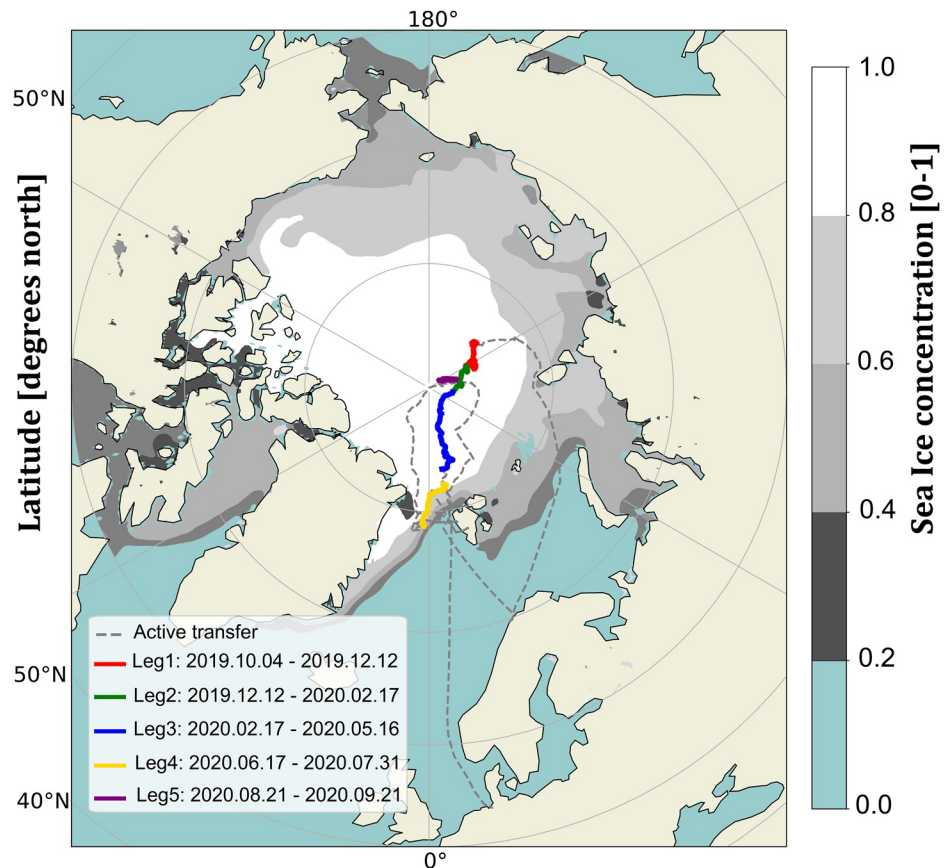 180°
50°N
50°N
40°N
0°
Latitude [degrees north]
Active transfer
Leg1: 2019.10.04 - 2019.12.12
Leg2: 2019.12.12 - 2020.02.17
Leg3: 2020.02.17 - 2020.05.16
Leg4: 2020.06.17 - 2020.07.31
Leg5: 2020.08.21 - 2020.09.21
1.0
0.8
0.6
0.4
0.2
0.0
Sea Ice concentration [0-1]